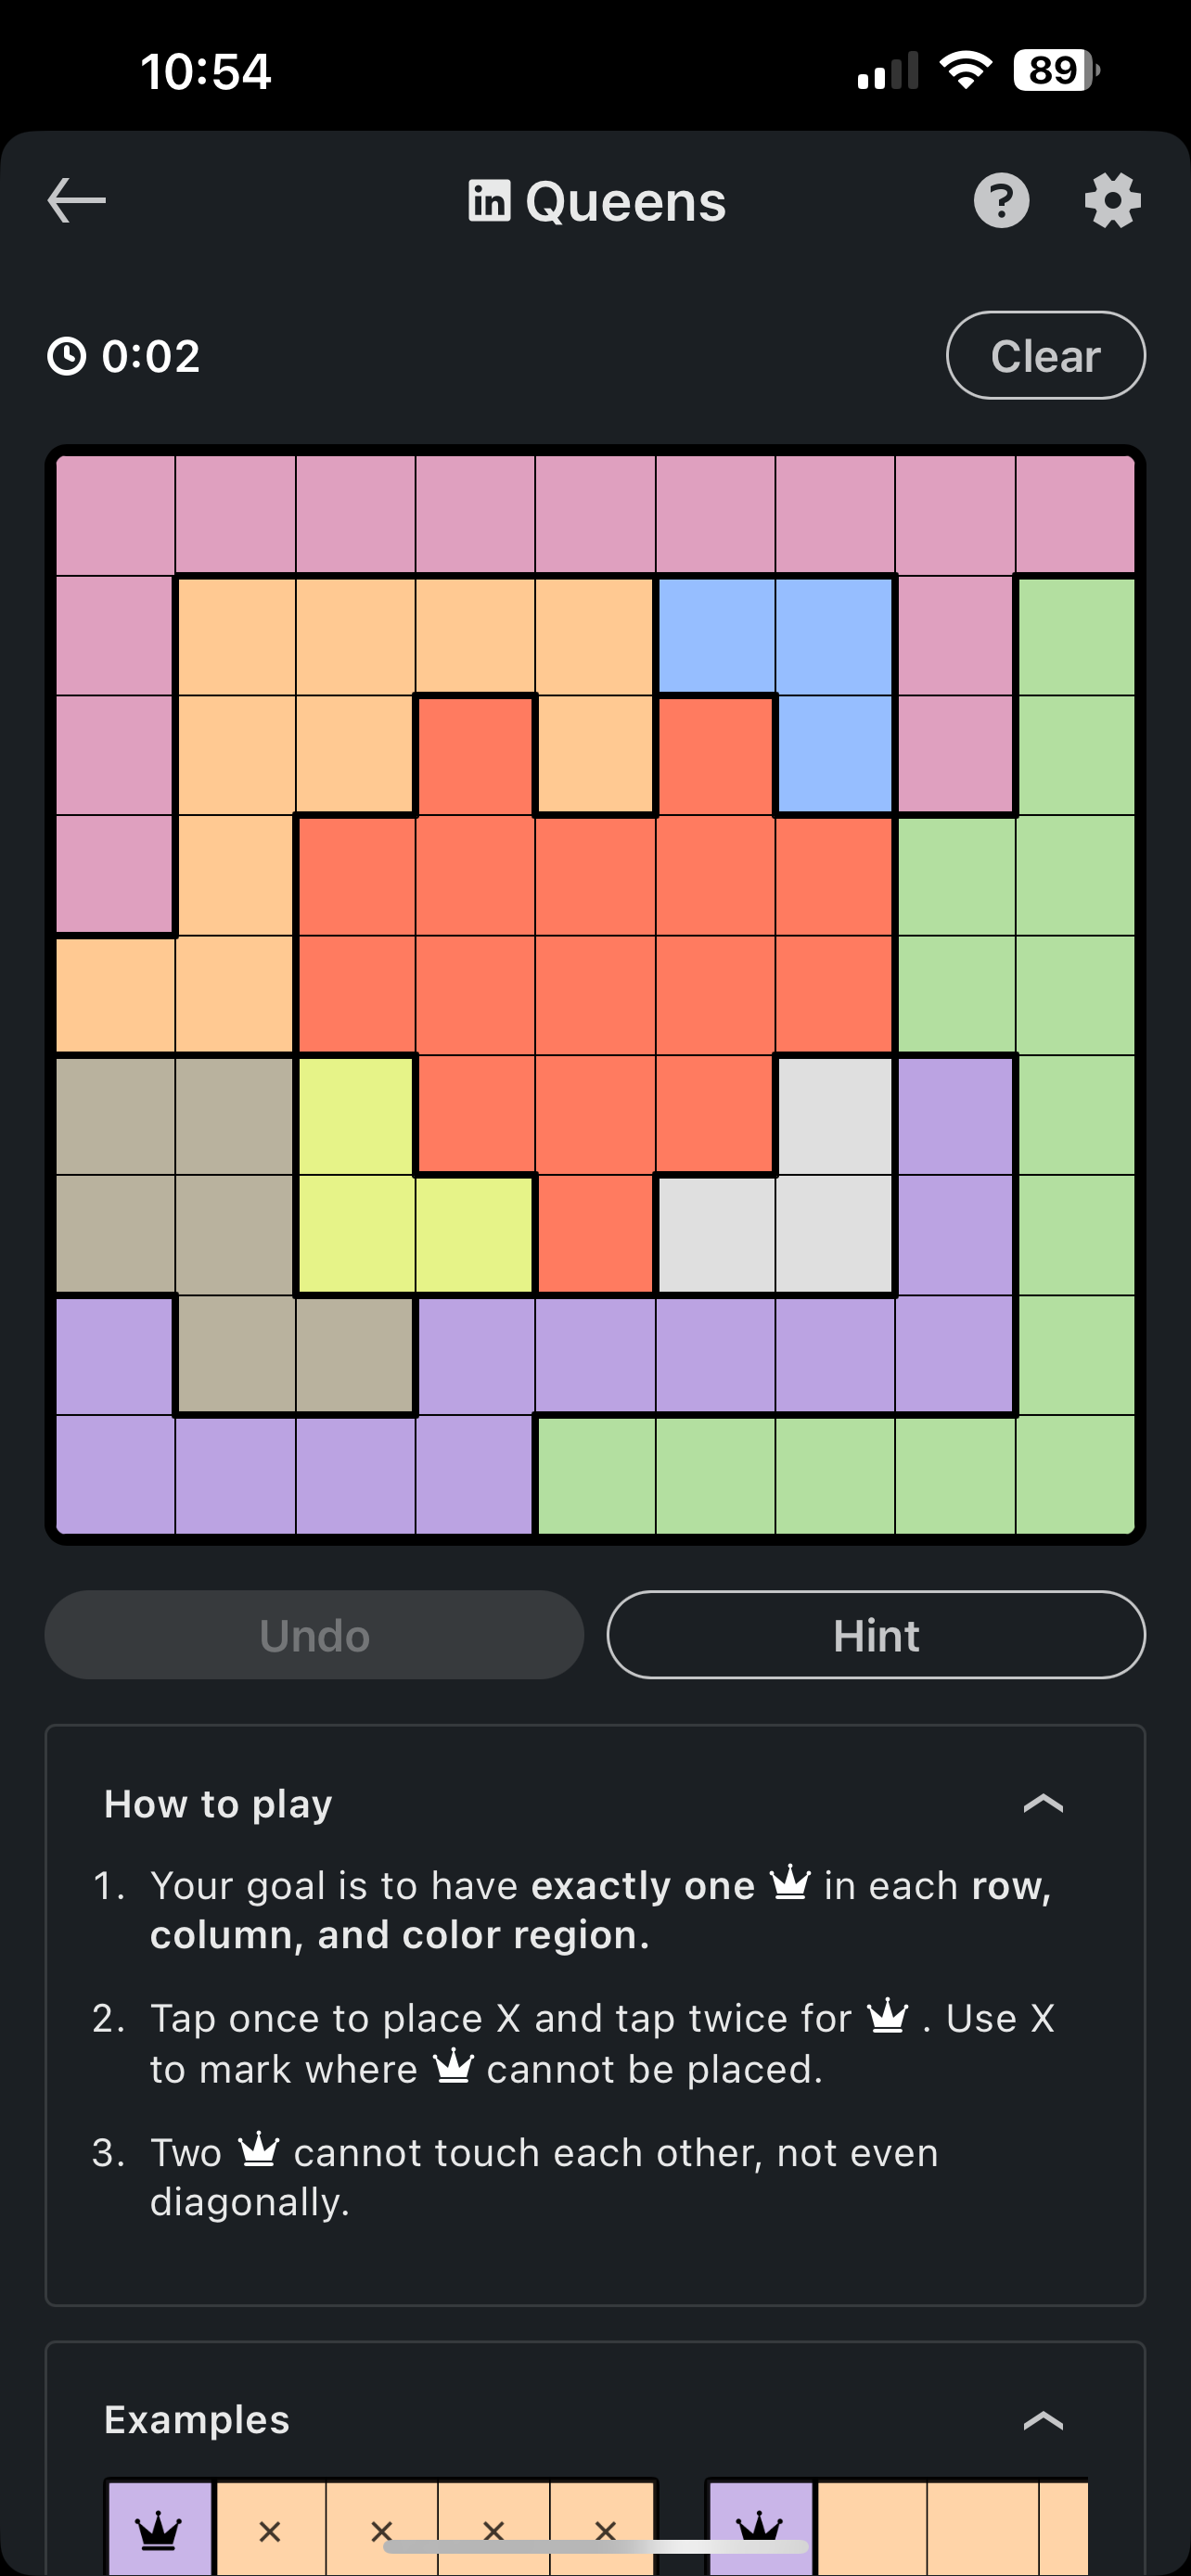 10:54
89
in Queens
?
0:02
Clear
Undo
Hint
How to play
1. Your goal is to have exactly one in each row,
column, and color region.
2. Tap once to place X and tap twice for . Use X
to mark where cannot be placed.
3. Two cannot touch each other, not even
diagonally.
Examples